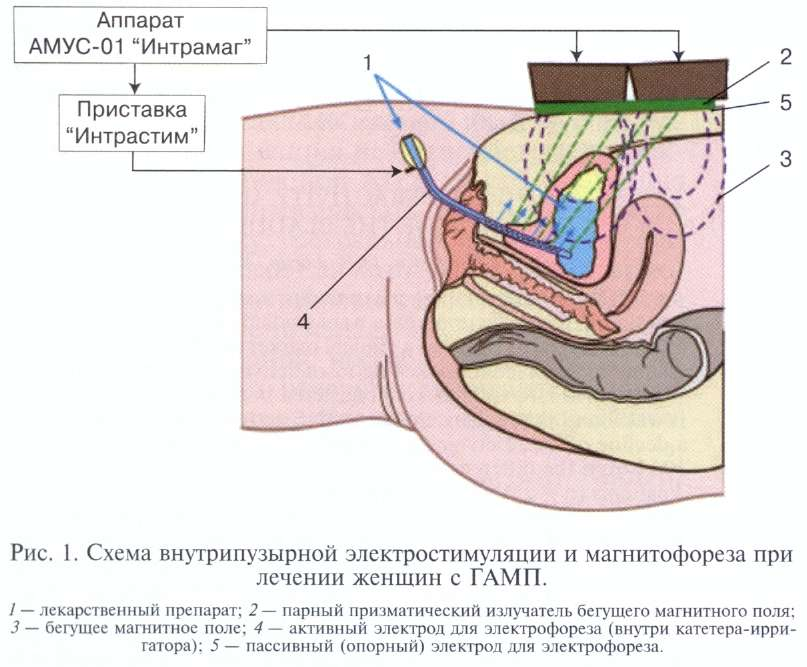 Аппарат
АМУС-01 “Интрамаг”
Приставка
“Интрастим”
1
2
5
3
4
Рис. 1. Схема внутрипузырной электростимуляции и магнитофореза при
лечении женщин с ГАМП.
1 — лекарственный препарат; 2 — парный призматический излучатель бегущего магнитного поля;
3 — бегущее магнитное поле; 4 — активный электрод для электрофореза (внутри катетера-ирри-
гатора); 5 — пассивный (опорный) электрод для электрофореза.